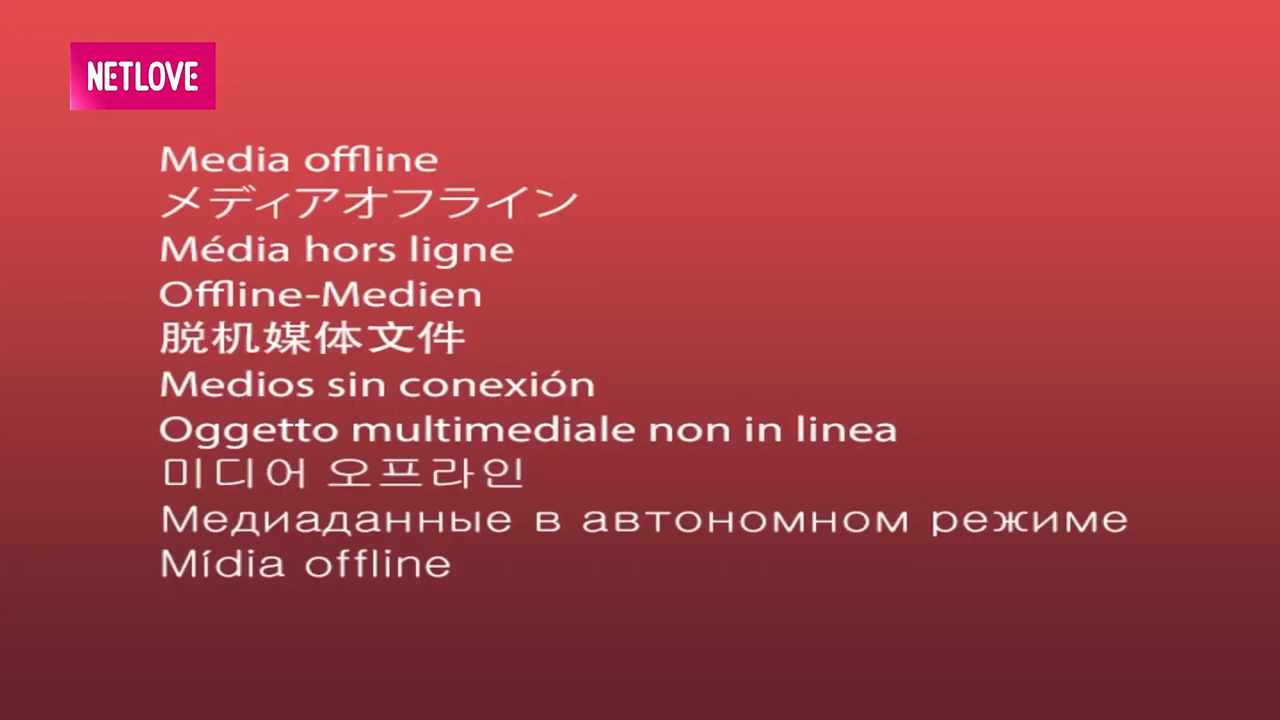 NETLOVE
Media offline
メディアオフライン
Média hors ligne
Offline-Medien
脱机媒体文件
Medios sin conexión
Oggetto multimediale non in linea
미디어 오프라인
Медиаданные в автономном режиме
Mídia offline